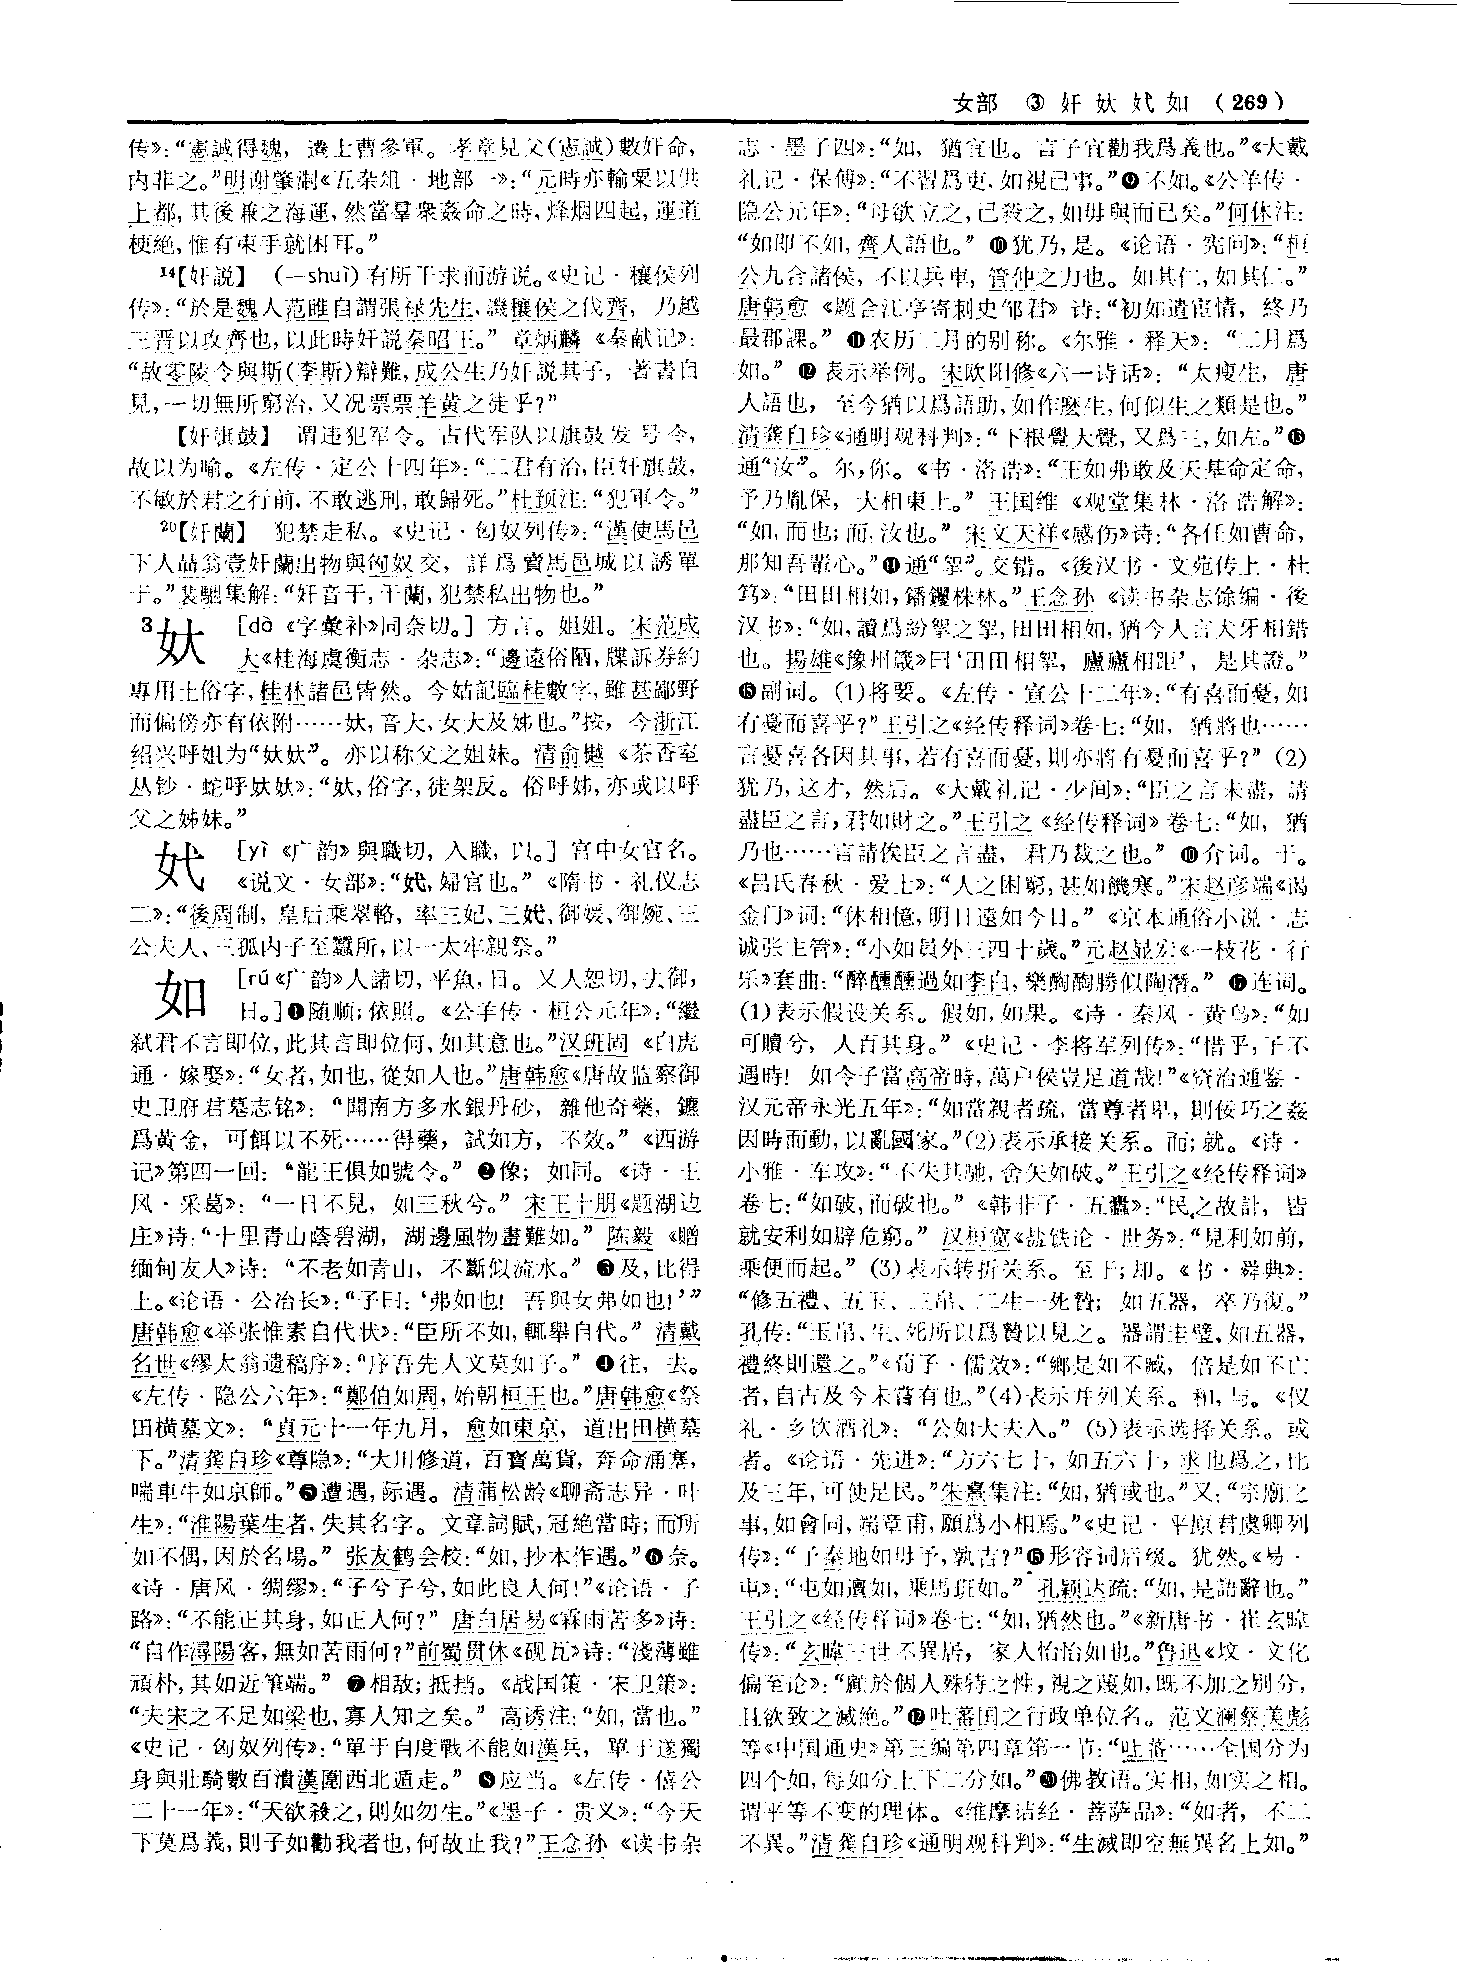 女部　③ 奸 妷 妭 如 （269）
传》：“憲誠得魏，遷上曹參軍。孝章見父(憲誠)數奸命，
内非之。”明谢肇淛《五杂俎·地部一》：“元時亦輸粟以供
上都，其後兼之海運，然當羣衆姦命之時，烽烟四起，運道
梗絶，惟有束手就困耳。”
14【奸説】（—shuì）有所干求而游说。《史记·穰侯列
传》：“於是魏人范雎自謂張禄先生，譏穰侯之伐齊，乃越
三晋以攻齊也，以此時奸説秦昭王。”章炳麟《秦献记》：
“故零陵令與斯(李斯)辯難，成公生乃奸説其子，著書自
見，一切無所窮治，又况票票羊黄之徒乎？”
【奸旗鼓】　谓违犯军令。古代军队以旗鼓发号令，
故以为喻。《左传·定公十四年》：“二君有治，臣奸旗鼓，
不敏於君之行前，不敢逃刑，敢歸死。”杜预注：“犯軍令。”
20【奸蘭】　犯禁走私。《史记·匈奴列传》：“漢使馬邑
下人聶翁壹奸蘭出物與匈奴交，詳爲賣馬邑城以誘單
于。”裴駰集解：“奸音干，干蘭，犯禁私出物也。”
3 㚥　[dà《字彙补》同杂切。]方言。姐姐。宋范成
大《桂海虞衡志·杂志》：“邊遠俗陋，牒訴券約
專用土俗字，桂林諸邑皆然。今姑記臨桂數字，雖甚鄙野
而偏傍亦有依附……㚥，音大，女大及姊也。”按，今浙江
绍兴呼姐为“㚥㚥”。亦以称父之姐妹。清俞樾《茶香室
丛钞·蛇呼㚥㚥》：“㚥，俗字，徒架反。俗呼姊，亦或以呼
父之姊妹。”
㚤　[yì《广韵》與職切，入職，以。]宫中女官名。
《说文·女部》：“㚤，婦官也。”《隋书·礼仪志
二》：“後周制，皇后乘翠輅，率三妃、三㚤、御媛、御婉、三
公夫人、三孤内子至蠶所，以一太牢親祭。”
如　[rú《广韵》人諸切，平魚，日。又人恕切，去御，
日。]❶随顺；依照。《公羊传·桓公元年》：“繼
弑君不言即位，此其言即位何，如其意也。”汉班固《白虎
通·嫁娶》：“女者，如也，從如人也。”唐韩愈《唐故监察御
史卫府君墓志铭》：“聞南方多水銀丹砂，雜他奇藥，鑣
爲黄金，可餌以不死……得藥，試如方，不效。”《西游
记》第四一回：“龍王俱如號令。”❷像；如同。《诗·王
风·采葛》：“一日不見，如三秋兮。”宋王十朋《题湖边
庄》诗：“十里青山蔭碧湖，湖邊風物畫難如。”陈毅《赠
缅甸友人》诗：“不老如青山，不斷似流水。”❸及，比得
上。《论语·公冶长》：“子曰：‘弗如也！吾與女弗如也！’”
唐韩愈《举张惟素自代状》：“臣所不如，輒舉自代。”清戴
名世《缪太翁遗稿序》：“序吾先人文莫如子。”❹往，去。
《左传·隐公六年》：“鄭伯如周，始朝桓王也。”唐韩愈《祭
田横墓文》：“貞元十一年九月，愈如東京，道出田横墓
下。”清龚自珍《尊隐》：“大川修道，百寶萬貨，奔命涌塞，
喘車牛如京師。”❺遭遇，际遇。清蒲松龄《聊斋志异·叶
生》：“淮陽葉生者，失其名字。文章詞賦，冠絶當時；而所
如不偶，因於名場。”张友鹤会校：“如，抄本作遇。”❻奈。
《诗·唐风·绸缪》：“子兮子兮，如此良人何！”《论语·子
路》：“不能正其身，如正人何？”唐白居易《霖雨苦多》诗：
“自作潯陽客，無如苦雨何？”前蜀贯休《砚瓦》诗：“淺薄雖
頑朴，其如近筆端。”❼相敌；抵挡。《战国策·宋卫策》：
“夫宋之不足如梁也，寡人知之矣。”高诱注：“如，當也。”
《史记·匈奴列传》：“單于自度戰不能如漢兵，單于遂獨
身與壯騎數百潰漢圍西北遁走。”❽应当。《左传·僖公
二十一年》：“天欲殺之，則如勿生。”《墨子·贵义》：“今天
下莫爲義，則子如勸我者也，何故止我？”王念孙《读书杂
志·墨子四》：“如，猶宜也。言子宜勸我爲義也。”《大戴
礼记·保傅》：“不習爲吏，如視已事。”❾不如。《公羊传·
隐公元年》：“母欲立之，己殺之，如毋與而已矣。”何休注：
“如即不如，齊人語也。”❿犹乃，是。《论语·宪问》：“桓
公九合諸侯，不以兵車，管仲之力也。如其仁，如其仁。”
唐韩愈《题合江亭寄刺史邹君》诗：“初如遺宦情，終乃
最郡課。”⓫农历二月的别称。《尔雅·释天》：“二月爲
如。”⓬表示举例。宋欧阳修《六一诗话》：“太瘦生，唐
人語也，至今猶以爲語助，如作麽生，何似生之類是也。”
清龚自珍《通明观科判》：“下根覺大覺，又爲三，如左。”⓭
通“汝”。尔，你。《书·洛诰》：“王如弗敢及天基命定命，
予乃胤保，大相東土。”王国维《观堂集林·洛诰解》：
“如，而也；而，汝也。”宋文天祥《感伤》诗：“各任如曹命，
那知吾輩心。”⓮通“挐”。交错。《後汉书·文苑传上·杜
笃》：“田田相如，鐇钁株林。”王念孙《读书杂志馀编·後
汉书》：“如，讀爲紛挐之挐，田田相如，猶今人言犬牙相錯
也。揚雄《豫州箴》曰‘田田相挐，廬廬相距’，是其證。”
⓯副词。(1)将要。《左传·宣公十二年》：“有喜而憂，如
有憂而喜乎？”王引之《经传释词》卷七：“如，猶將也……
言憂喜各因其事，若有喜而憂，則亦將有憂而喜乎？”(2)
犹乃，这才，然后。《大戴礼记·少间》：“臣之言未盡，請
盡臣之言，君如財之。”王引之《经传释词》卷七：“如，猶
乃也……言請俟臣之言盡，君乃裁之也。”⓰介词。于。
《吕氏春秋·爱士》：“人之困窮，甚如饑寒。”宋赵彦端《谒
金门》词：“休相憶，明日遠如今日。”《京本通俗小说·志
诚张主管》：“小如員外三四十歲。”元赵显宏《一枝花·行
乐》套曲：“醉醺醺過如李白，樂陶陶勝似陶潛。”⓱连词。
(1)表示假设关系。假如，如果。《诗·秦风·黄鸟》：“如
可贖兮，人百其身。”《史记·李将军列传》：“惜乎，子不
遇時！如令子當高帝時，萬户侯豈足道哉！”《资治通鉴·
汉元帝永光五年》：“如當親者疏，當尊者卑，則佞巧之姦
因時而動，以亂國家。”(2)表示承接关系。而；就。《诗·
小雅·车攻》：“不失其馳，舍矢如破。”王引之《经传释词》
卷七：“如破，而破也。”《韩非子·五蠹》：“民之故計，皆
就安利如辟危窮。”汉桓宽《盐铁论·世务》：“見利如前，
乘便而起。”(3)表示转折关系。至于；却。《书·舜典》：
“修五禮、五玉、三帛、二生一死贄；如五器，卒乃復。”
孔传：“玉帛、生、死所以爲贄以見之。器謂圭璧，如五器，
禮終則還之。”《荀子·儒效》：“鄉是如不臧，倍是如不亡
者，自古及今未嘗有也。”(4)表示并列关系。和，与。《仪
礼·乡饮酒礼》：“公如大夫入。”(5)表示选择关系。或
者。《论语·先进》：“方六七十，如五六十，求也爲之，比
及三年，可使足民。”朱熹集注：“如，猶或也。”又：“宗廟之
事，如會同，端章甫，願爲小相焉。”《史记·平原君虞卿列
传》：“予秦地如毋予，孰吉？”⓲形容词后缀。犹然。《易·
屯》：“屯如邅如，乘馬班如。”孔颖达疏：“如，是語辭也。”
王引之《经传释词》卷七：“如，猶然也。”《新唐书·崔玄暐
传》：“玄暐三世不異居，家人怡怡如也。”鲁迅《坟·文化
偏至论》：“顧於個人殊特之性，視之蔑如，既不加之别分，
且欲致之滅絶。”⓳吐蕃国之行政单位名。范文澜蔡美彪
等《中国通史》第三编第四章第一节：“吐蕃……全国分为
四个如，每如分上下二分如。”⓴佛教语。实相，如实之相。
谓平等不变的理体。《维摩诘经·菩萨品》：“如者，不二
不異。”清龚自珍《通明观科判》：“生滅即空無異名上如。”